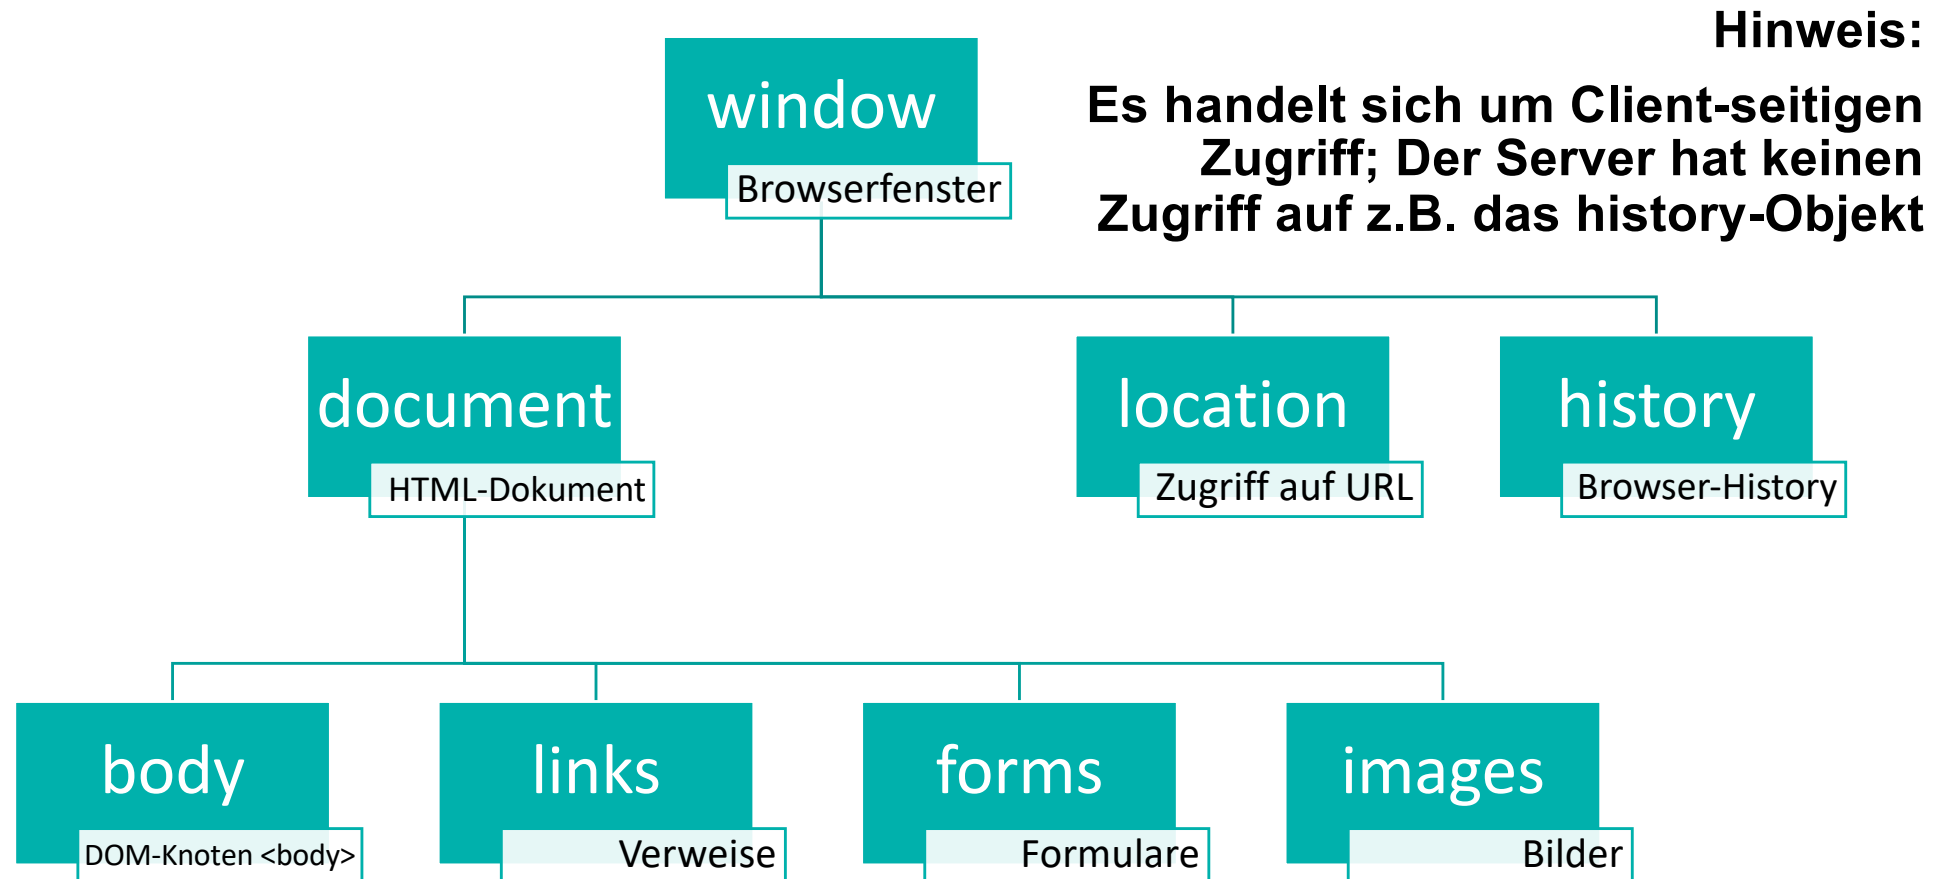 Hinweis:
Es handelt sich um Client-seitigen
Zugriff; Der Server hat keinen
Zugriff auf z.B. das history-Objekt
window
Browserfenster
document
HTML-Dokument
location
Zugriff auf URL
history
Browser-History
body
DOM-Knoten <body>
links
Verweise
forms
Formulare
images
Bilder